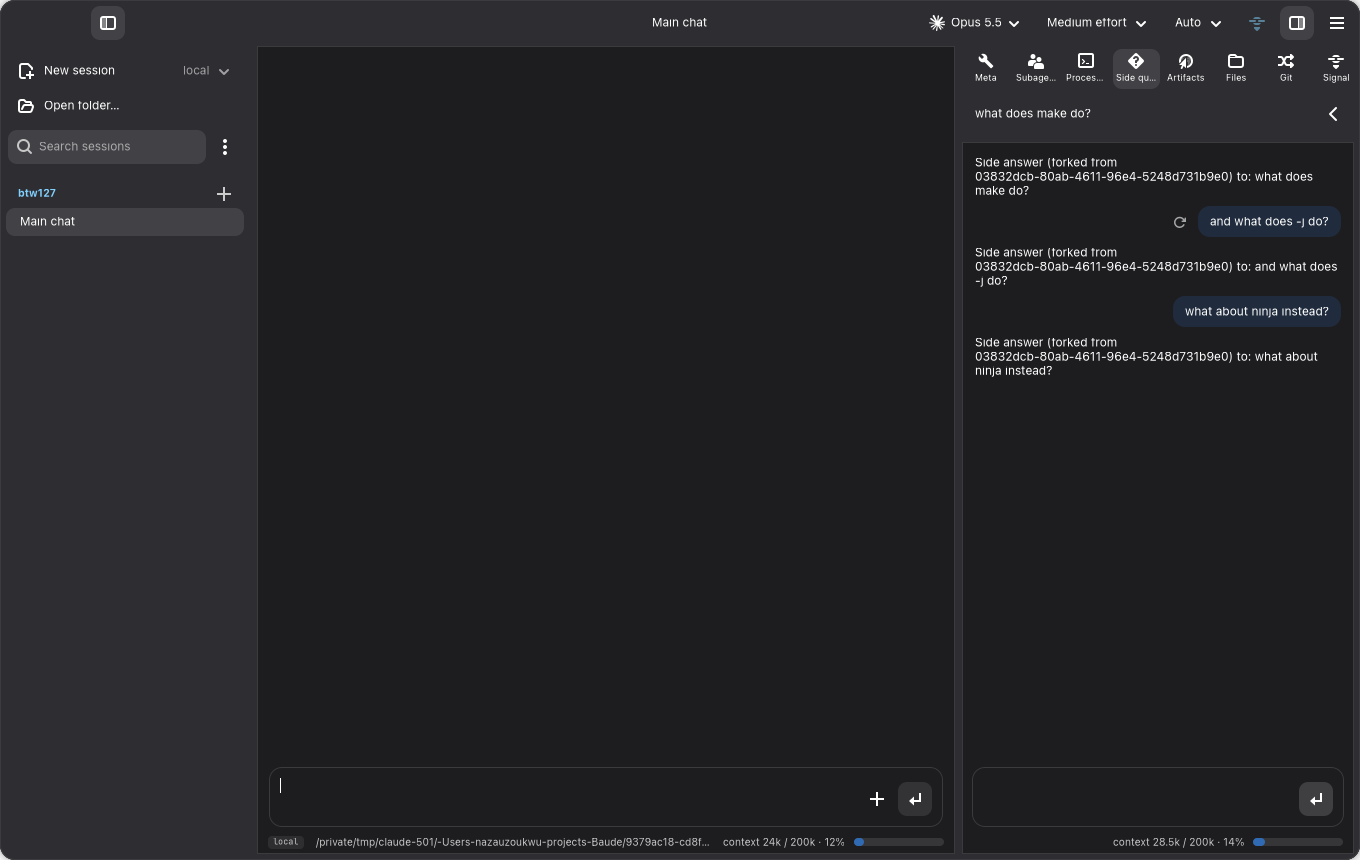 Main chat
Opus 5.5
Medium effort
Auto
New session
local
Open folder...
Search sessions
btw127
Main chat
Meta
Subage...
Proces...
Side qu...
Artifacts
Files
Git
Signal
what does make do?
Side answer (forked from
03832dcb-80ab-4611-96e4-5248d731b9e0) to: what does
make do?
and what does -j do?
Side answer (forked from
03832dcb-80ab-4611-96e4-5248d731b9e0) to: and what does
-j do?
what about ninja instead?
Side answer (forked from
03832dcb-80ab-4611-96e4-5248d731b9e0) to: what about
ninja instead?
local
/private/tmp/claude-501/-Users-nazauzoukwu-projects-Baude/9379ac18-cd8f...
context 24k / 200k · 12%
context 28.5k / 200k · 14%